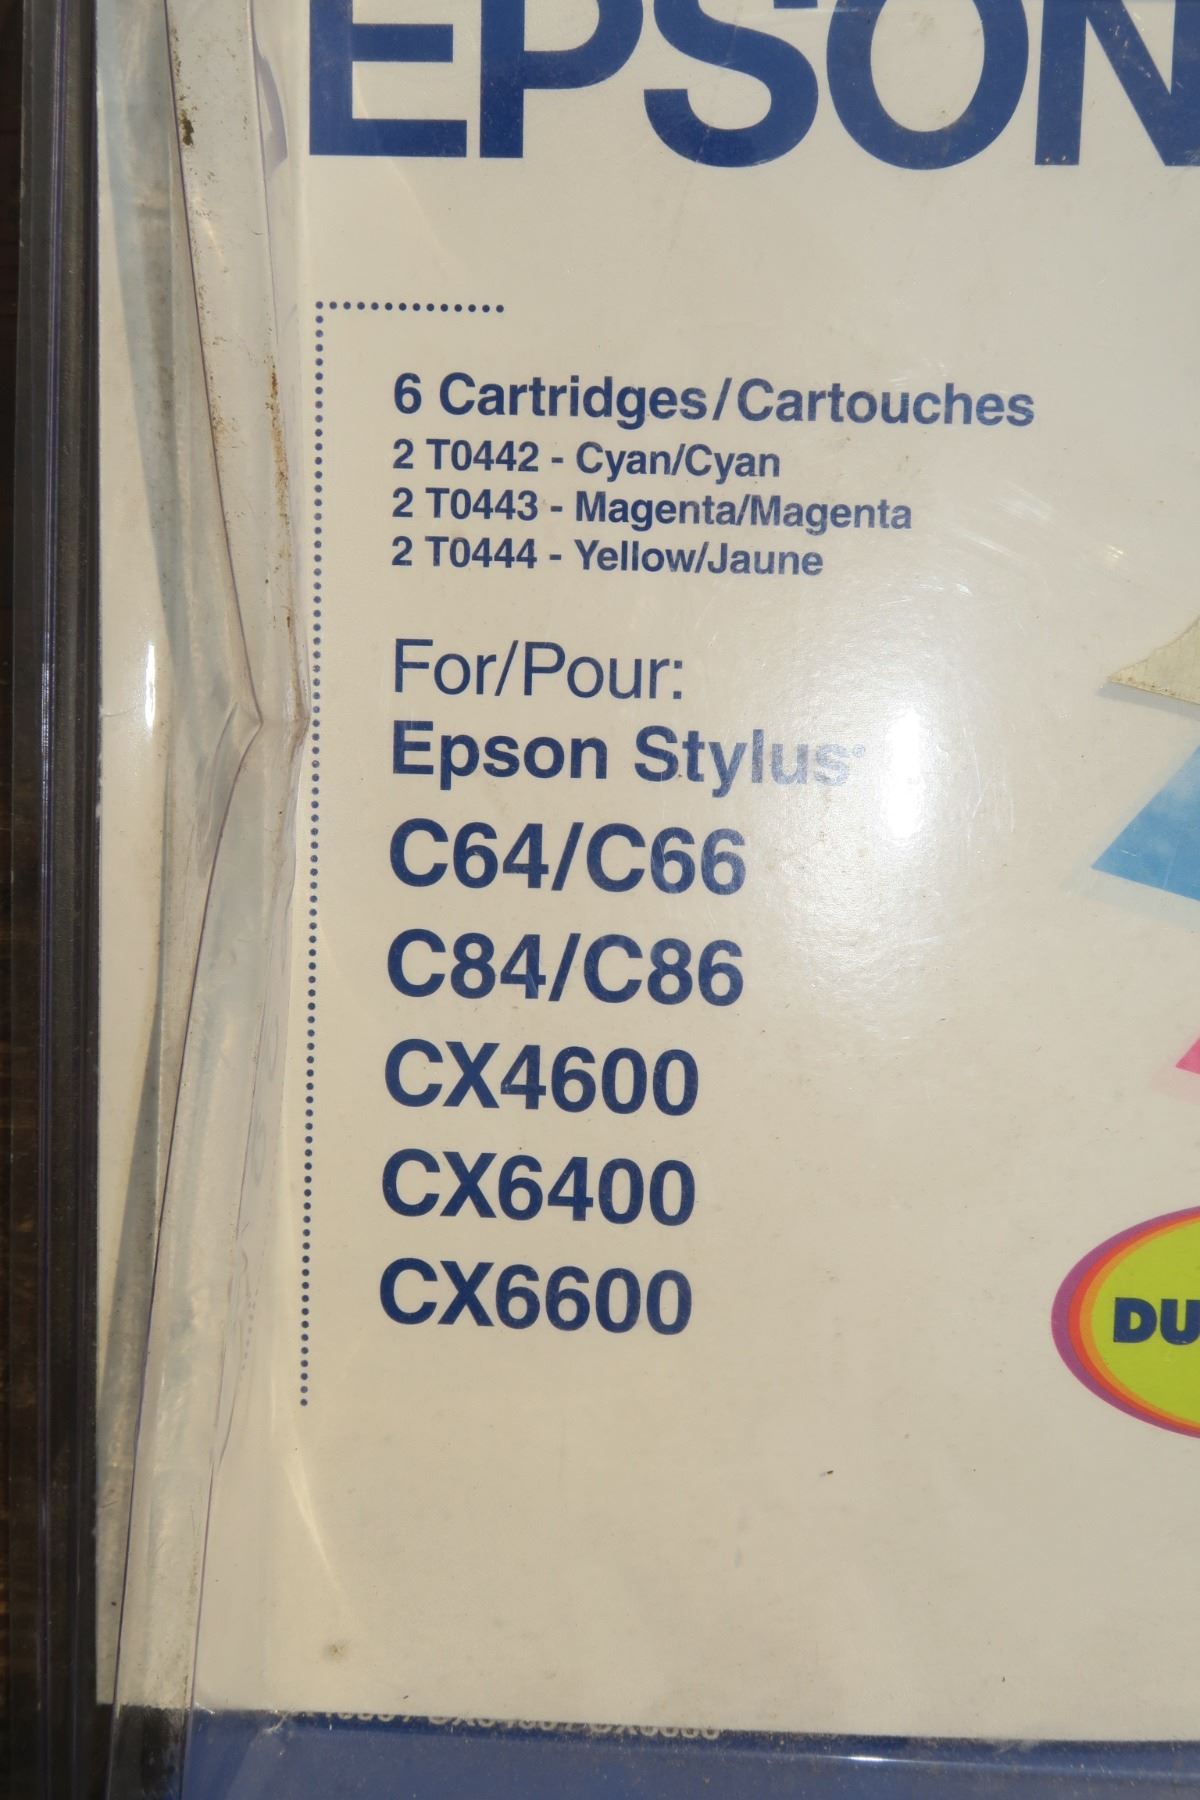 EPSON
6 Cartridges/Cartouches
2 T0442 - Cyan/Cyan
2 T0443 - Magenta/Magenta
2 T0444 - Yellow/Jaune
For/Pour:
Epson Stylus®
C64/C66
C84/C86
CX4600
CX6400
CX6600
DU